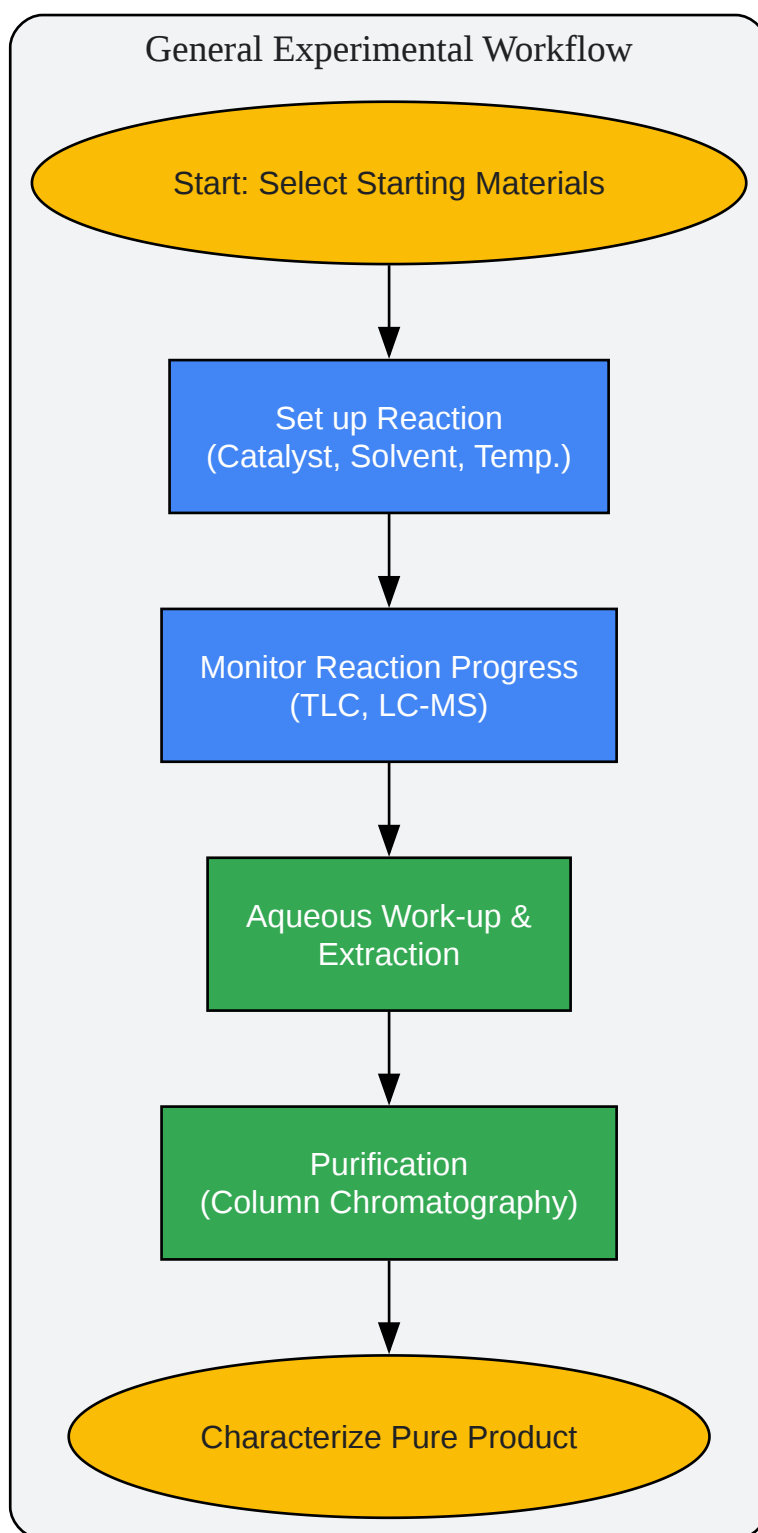 General Experimental Workflow
Start: Select Starting Materials
Set up Reaction
(Catalyst, Solvent, Temp.)
Monitor Reaction Progress
(TLC, LC-MS)
Aqueous Work-up &
Extraction
Purification
(Column Chromatography)
Characterize Pure Product